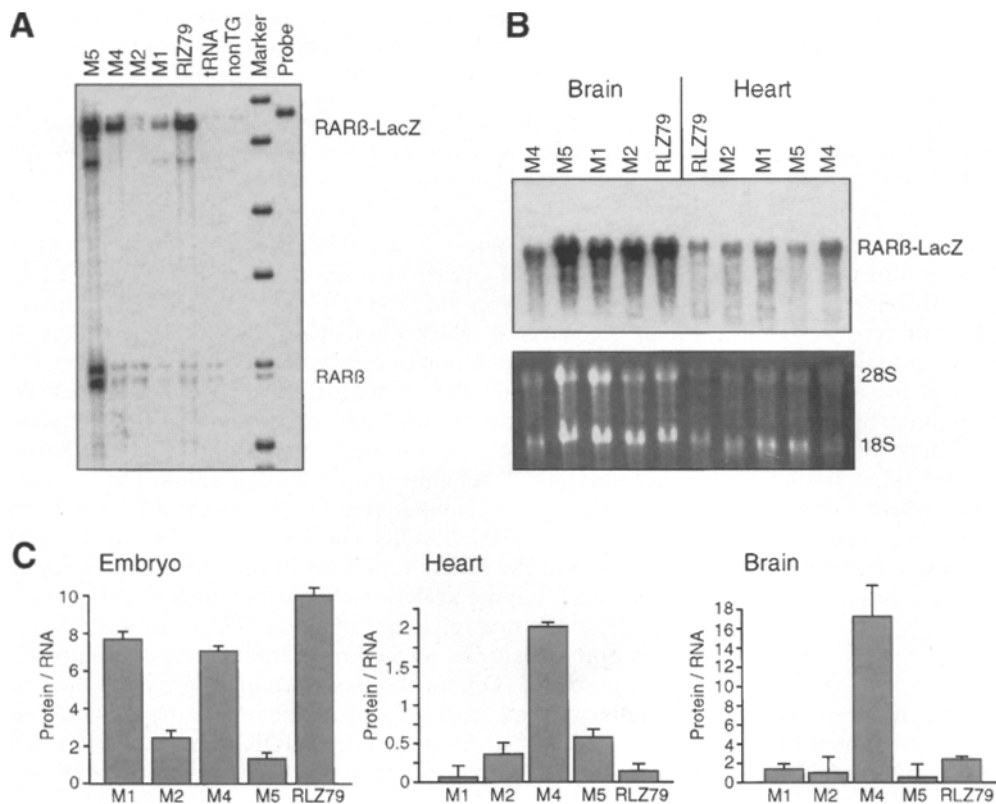 A
M5 M4 M2 M1 RIZ79 tRNA nonTG Marker Probe
RARß-LacZ
RARß
B
Brain Heart
M4 M5 M1 M2 RLZ79 RLZ79 M2 M1 M5 M4
RARß-LacZ
28S
18S
C
Embryo
Protein / RNA
10
8
6
4
2
0
M1 M2 M4 M5 RLZ79
Heart
Protein / RNA
2
1.5
1
0.5
0
M1 M2 M4 M5 RLZ79
Brain
Protein / RNA
18
16
14
12
10
8
6
4
2
0
M1 M2 M4 M5 RLZ79